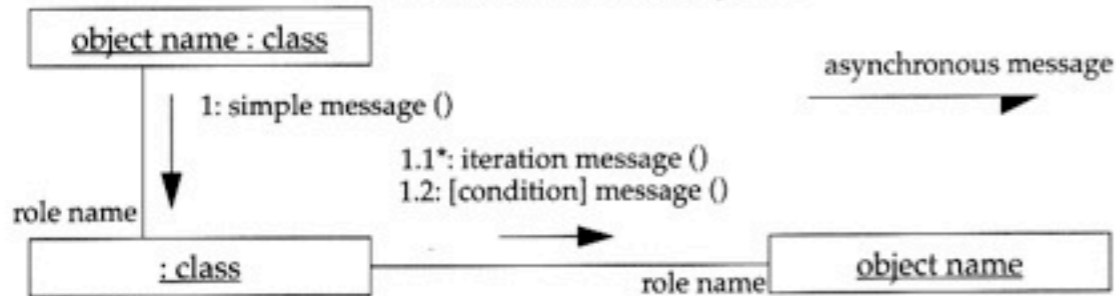 object name : class
asynchronous message
1: simple message ()
1.1*: iteration message ()
1.2: [condition] message ()
role name
: class
role name
object name